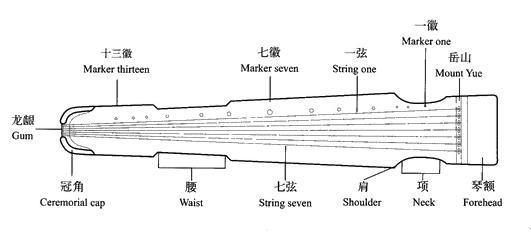 一徽
Marker one
十三徽
Marker thirteen
七徽
Marker seven
一弦
String one
岳山
Mount Yue
龙龈
Gum
冠角
Ceremorial cap
腰
Waist
七弦
String seven
肩
Shoulder
项
Neck
琴额
Forehead